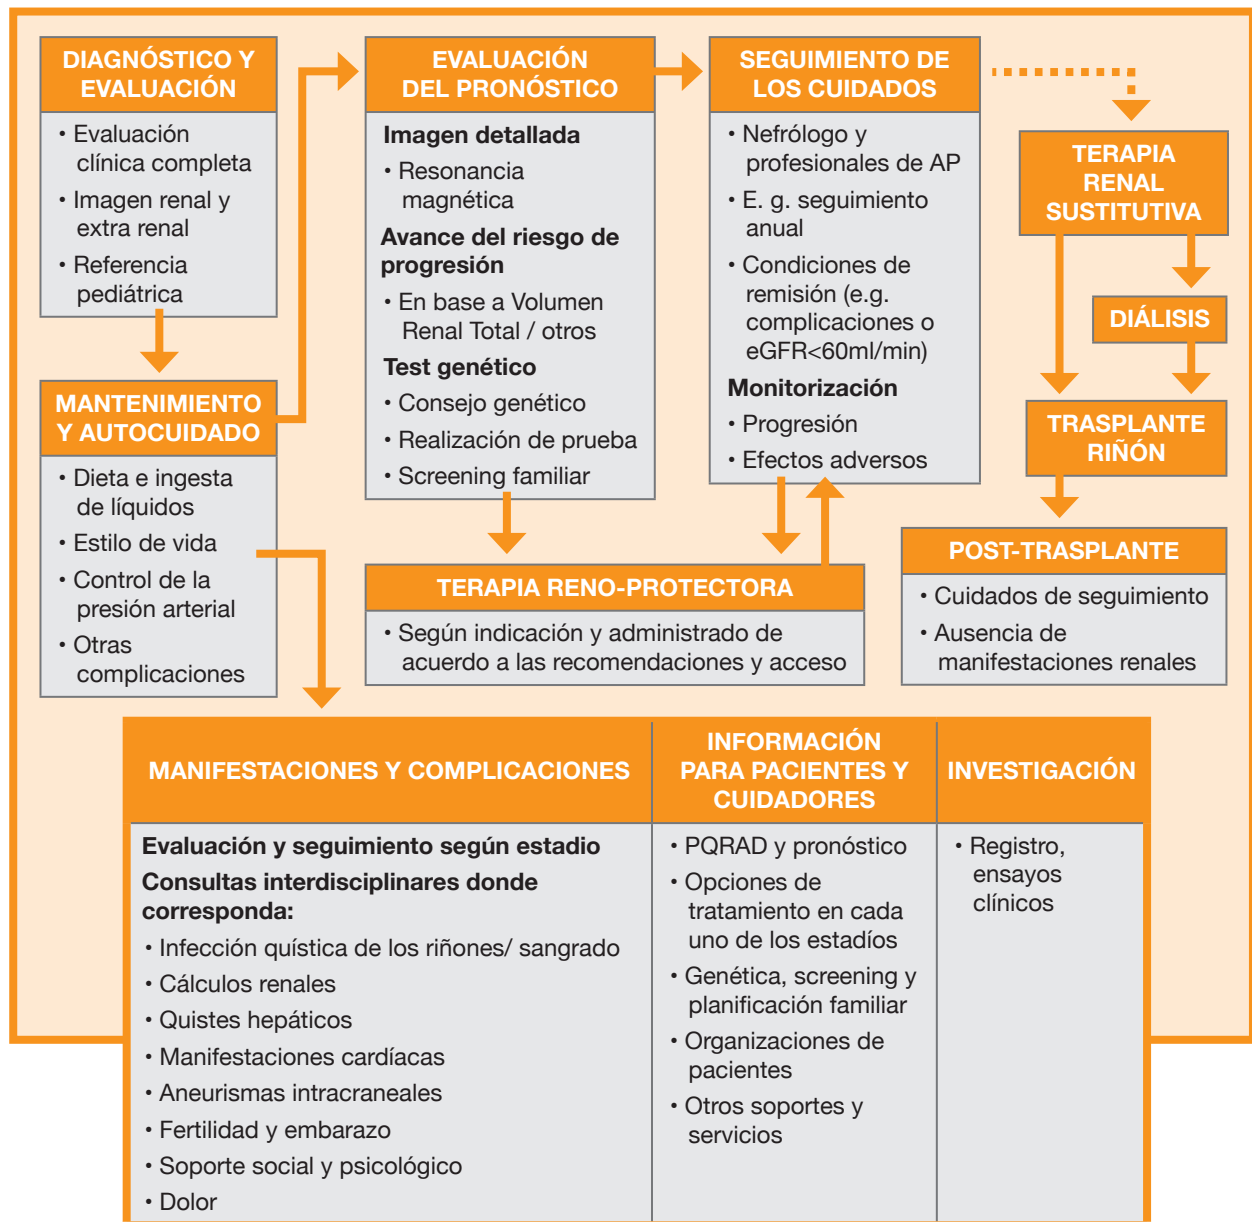 DIAGNÓSTICO Y
EVALUACIÓN
• Evaluación
clínica completa
• Imagen renal y
extra renal
• Referencia
pediátrica
MANTENIMIENTO
Y AUTOCUIDADO
• Dieta e ingesta
de líquidos
• Estilo de vida
• Control de la
presión arterial
• Otras
complicaciones
EVALUACIÓN
DEL PRONÓSTICO
Imagen detallada
• Resonancia
magnética
Avance del riesgo de
progresión
• En base a Volumen
Renal Total / otros
Test genético
• Consejo genético
• Realización de prueba
• Screening familiar
SEGUIMIENTO DE
LOS CUIDADOS
• Nefrólogo y
profesionales de AP
• E. g. seguimiento
anual
• Condiciones de
remisión (e.g.
complicaciones o
eGFR<60ml/min)
Monitorización
• Progresión
• Efectos adversos
TERAPIA RENO-PROTECTORA
• Según indicación y administrado de
acuerdo a las recomendaciones y acceso
TERAPIA
RENAL
SUSTITUTIVA
DIÁLISIS
TRASPLANTE
RIÑÓN
POST-TRASPLANTE
• Cuidados de seguimiento
• Ausencia de
manifestaciones renales
MANIFESTACIONES Y COMPLICACIONES
Evaluación y seguimiento según estadio
Consultas interdisciplinares donde
corresponda:
• Infección quística de los riñones/ sangrado
• Cálculos renales
• Quistes hepáticos
• Manifestaciones cardíacas
• Aneurismas intracraneales
• Fertilidad y embarazo
• Soporte social y psicológico
• Dolor
INFORMACIÓN
PARA PACIENTES Y
CUIDADORES
• PQRAD y pronóstico
• Opciones de
tratamiento en cada
uno de los estadíos
• Genética, screening y
planificación familiar
• Organizaciones de
pacientes
• Otros soportes y
servicios
INVESTIGACIÓN
• Registro,
ensayos
clínicos